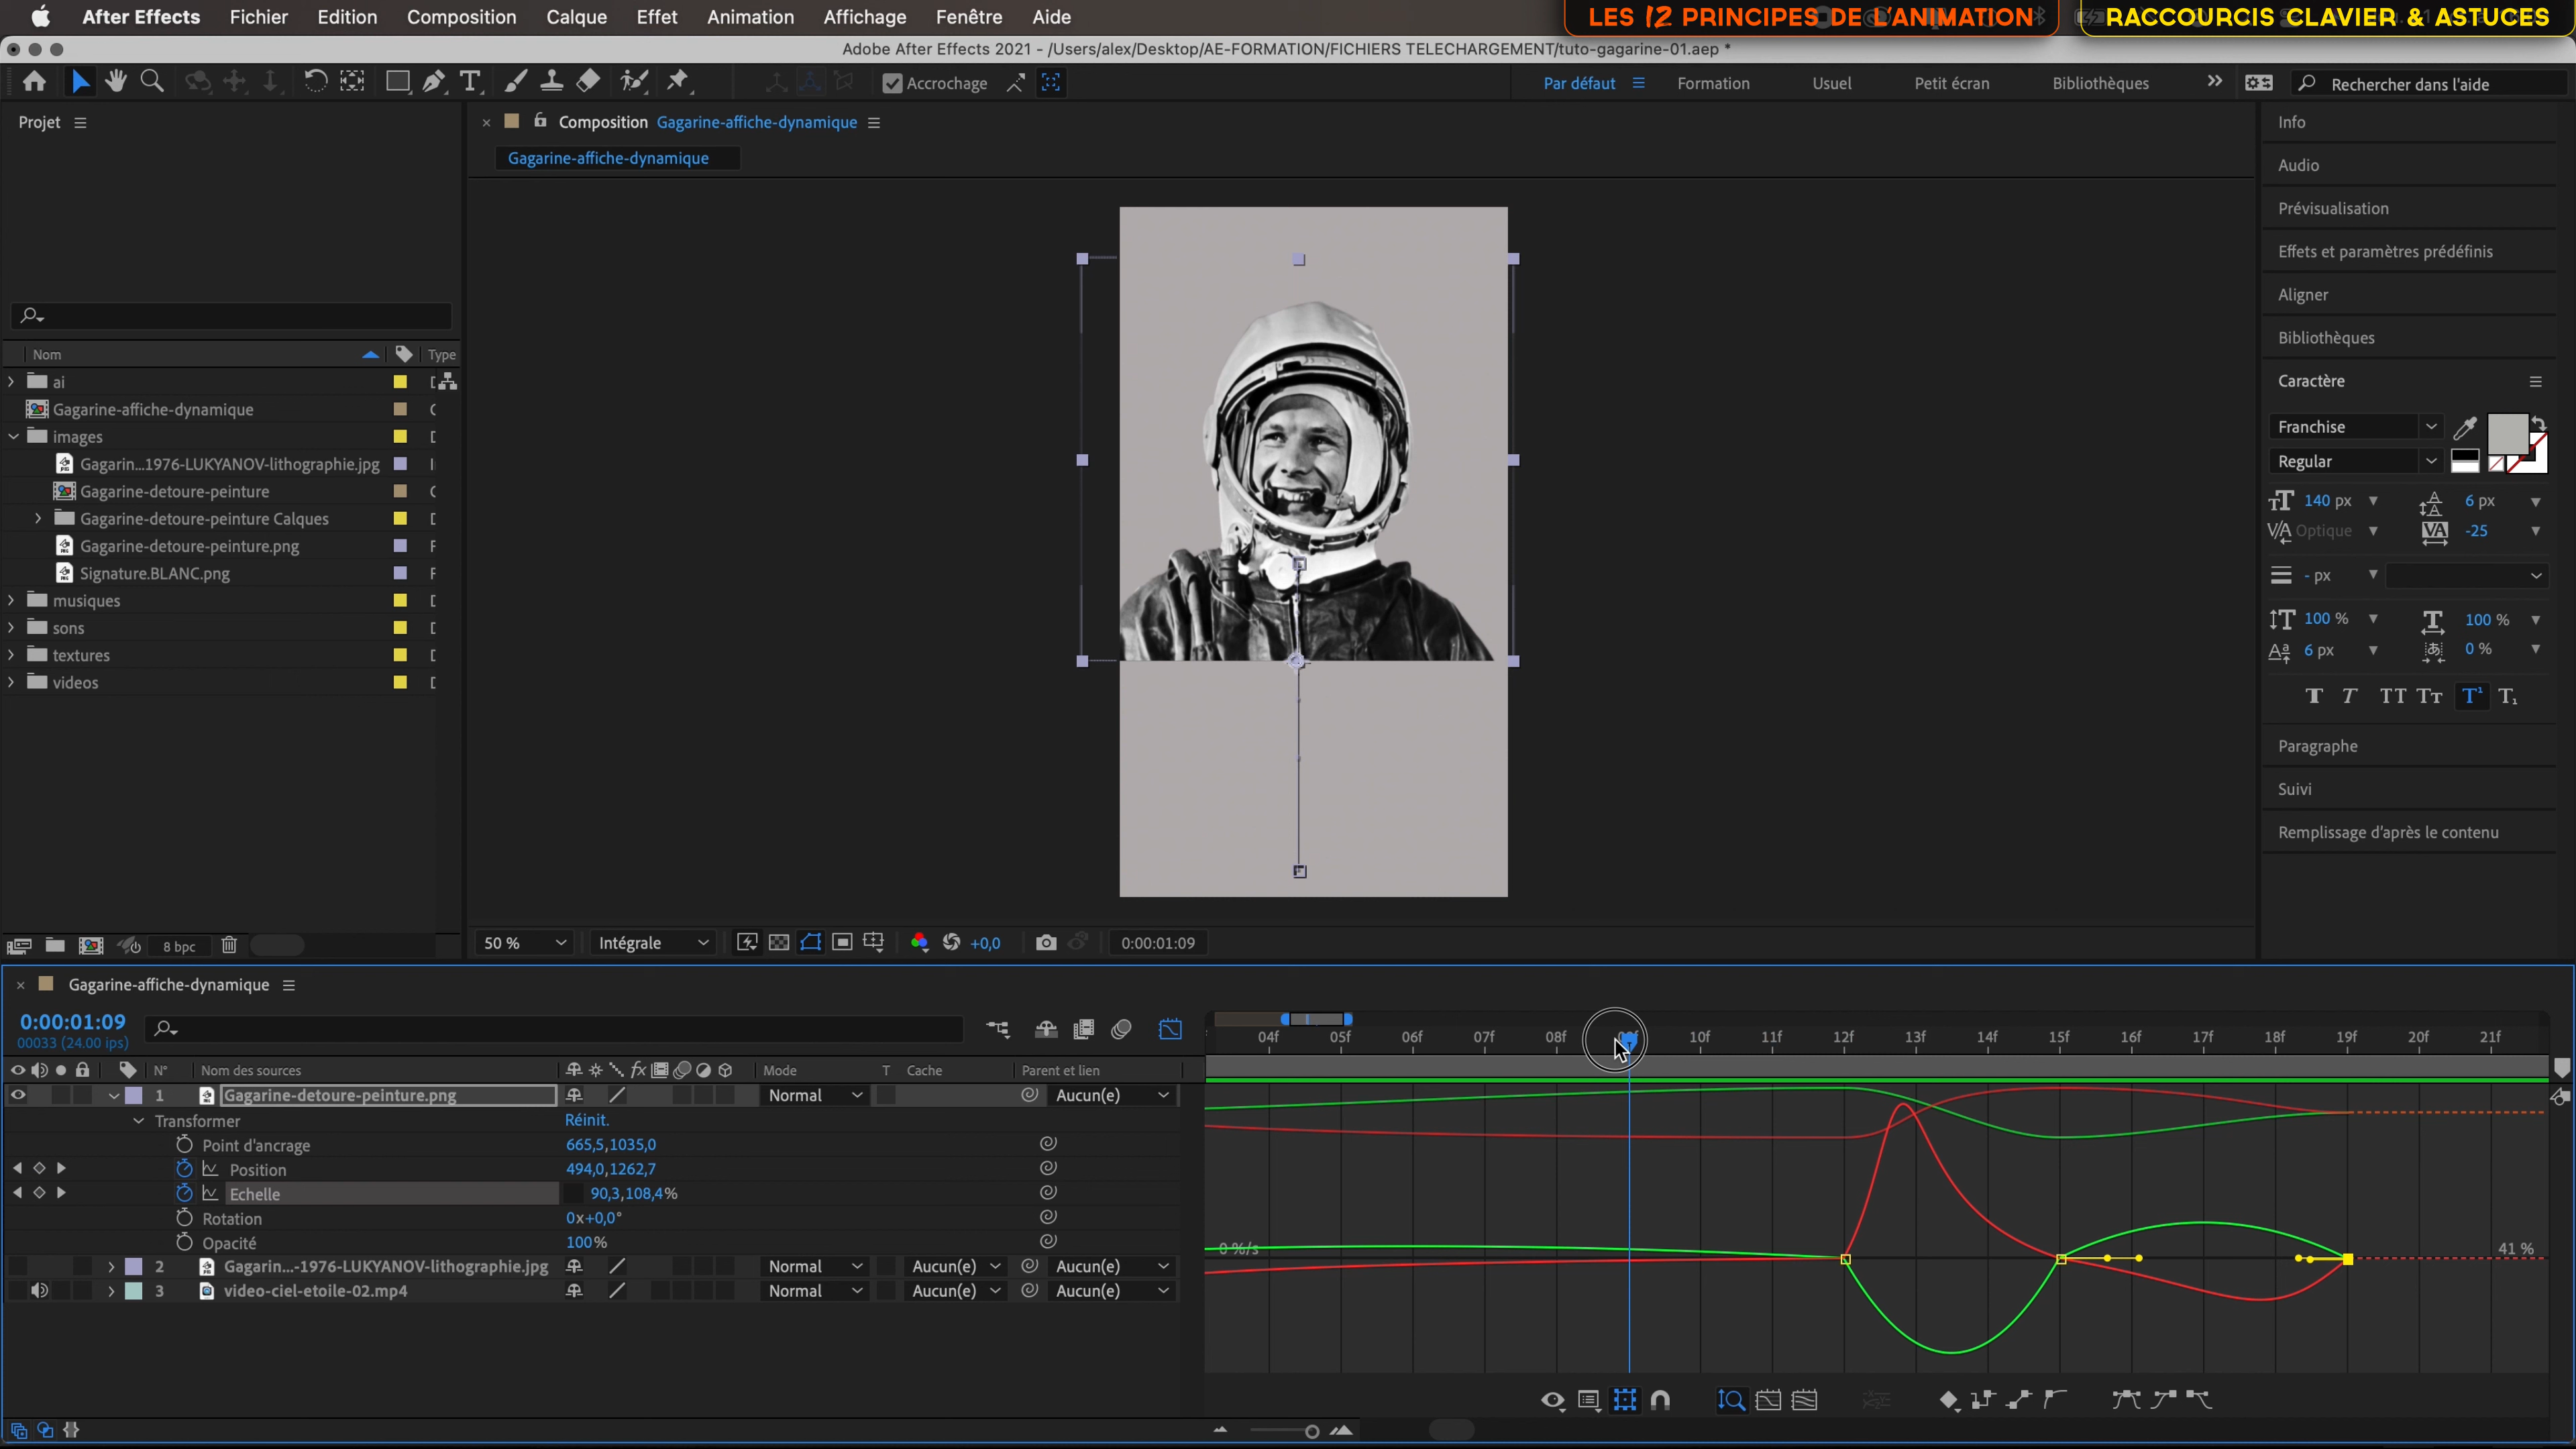 After Effects Fichier Edition Composition Calque Effet Animation Affichage Fenêtre Aide
LES 12 PRINCIPES DE L'ANIMATION
RACCOURCIS CLAVIER & ASTUCES
Adobe After Effects 2021 - /Users/alex/Desktop/AE-FORMATION/FICHIERS TELECHARGEMENT/tuto-gagarine-01.aep *
Accrochage
Par défaut Formation Usuel Petit écran Bibliothèques
Rechercher dans l'aide
Projet
Composition Gagarine-affiche-dynamique
Gagarine-affiche-dynamique
Nom Type
ai
Gagarine-affiche-dynamique
images
Gagarin...1976-LUKYANOV-lithographie.jpg
Gagarine-detoure-peinture
Gagarine-detoure-peinture Calques
Gagarine-detoure-peinture.png
Signature.BLANC.png
musiques
sons
textures
videos
8 bpc
50 % Intégrale +0,0 0:00:01:09
Info
Audio
Prévisualisation
Effets et paramètres prédéfinis
Aligner
Bibliothèques
Caractère
Franchise
Regular
140 px 6 px
Optique -25
- px
100 % 100 %
6 px 0 %
Paragraphe
Suivi
Remplissage d'après le contenu
Gagarine-affiche-dynamique
0:00:01:09
00033 (24.00 ips)
04f 05f 06f 07f 08f 10f 11f 12f 13f 14f 15f 16f 17f 18f 19f 20f 21f
N° Nom des sources Mode T Cache Parent et lien
1 Gagarine-detoure-peinture.png Normal Aucun(e)
Transformer Réinit.
Point d'ancrage 665,5,1035,0
Position 494,0,1262,7
Echelle 90,3,108,4%
Rotation 0x+0,0°
Opacité 100%
2 Gagarin...-1976-LUKYANOV-lithographie.jpg Normal Aucun(e) Aucun(e)
3 video-ciel-etoile-02.mp4 Normal Aucun(e) Aucun(e)
0 %/s
41 %